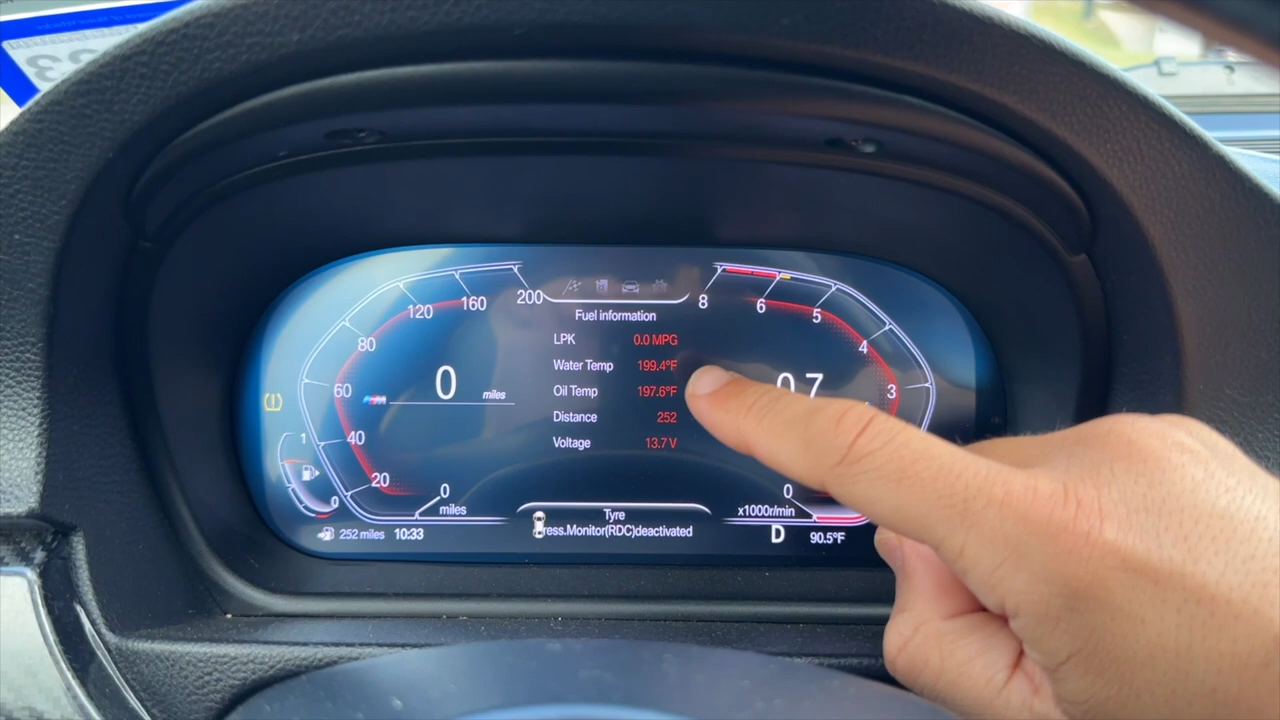 200
160
120
80
60
40
20
0
miles
0
miles
Fuel information
LPK 0.0 MPG
Water Temp 199.4°F
Oil Temp 197.6°F
Distance 252
Voltage 13.7 V
8
6
5
4
3
0
0.7
x1000r/min
1
0
Tyre
ress.Monitor(RDC)deactivated
252 miles 10:33
D
90.5°F